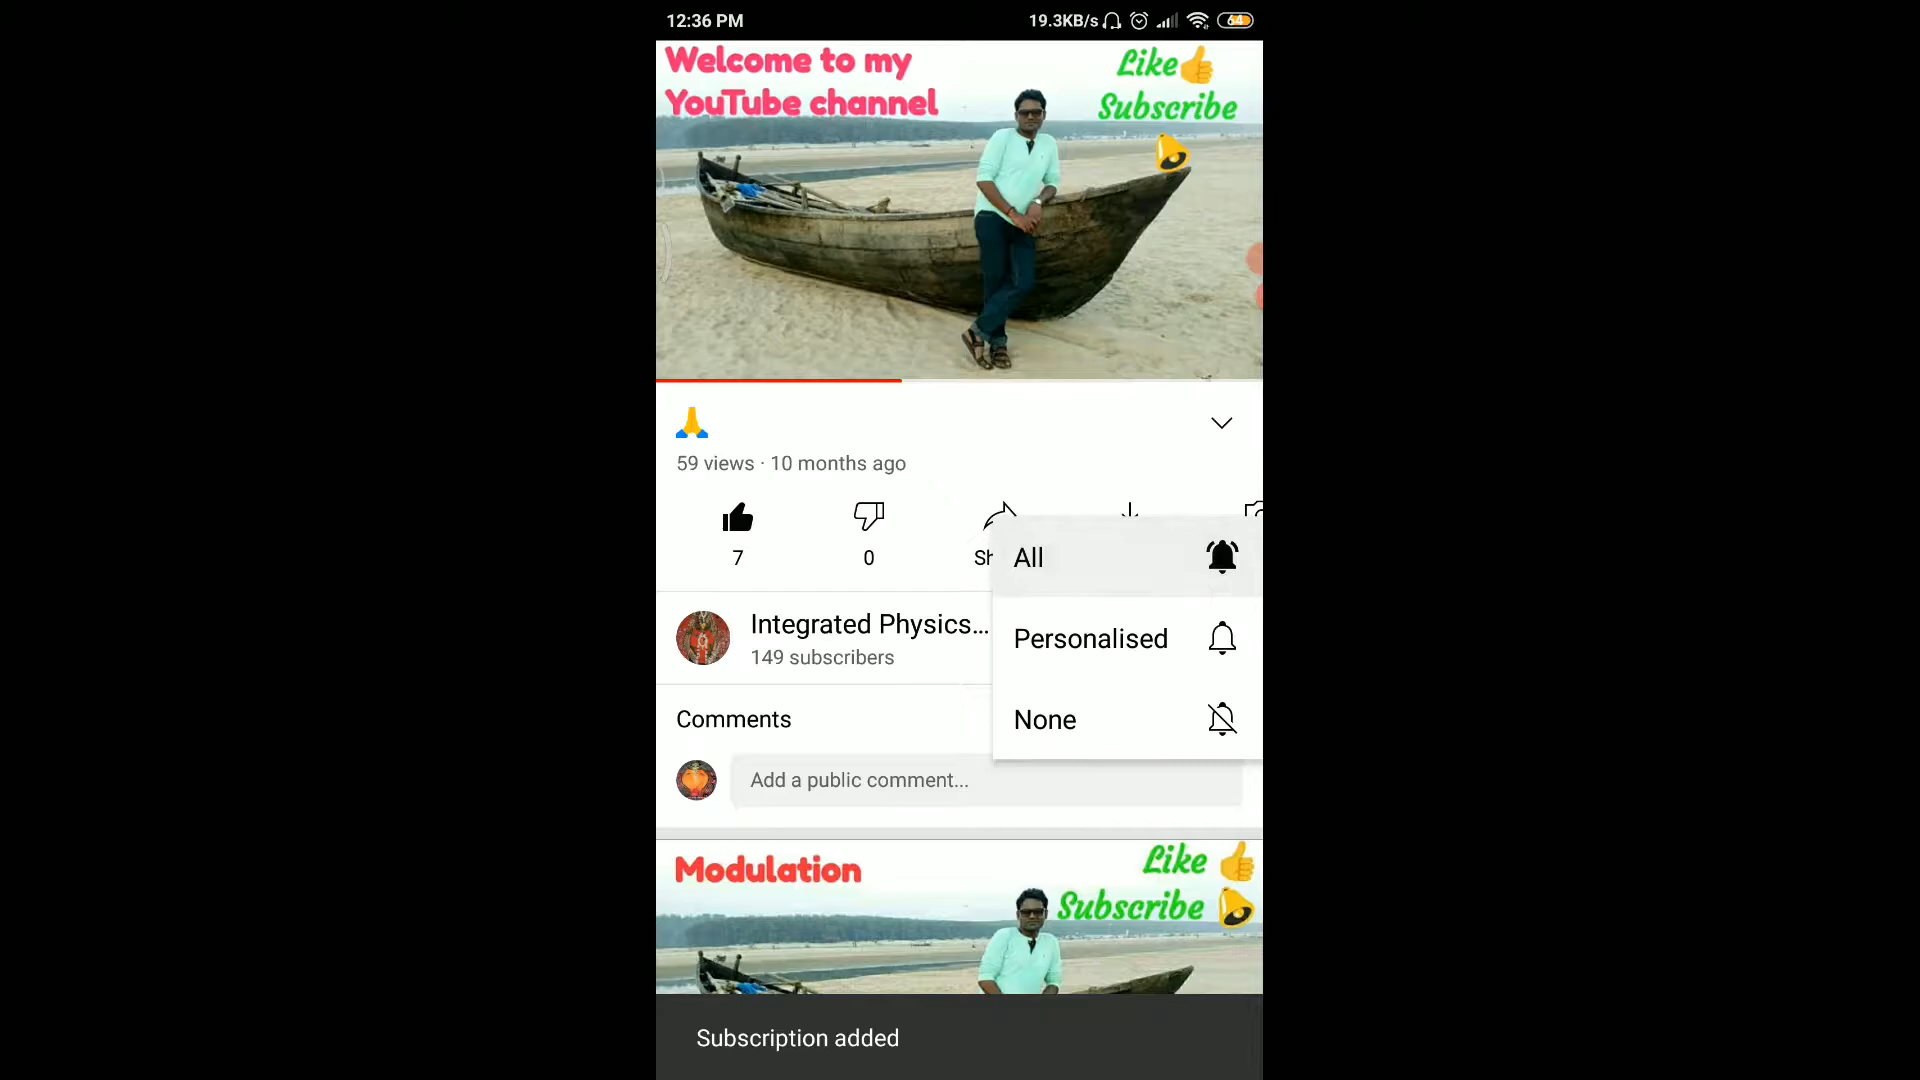 12:36 PM
19.3KB/s
64
Welcome to my
YouTube channel
Like
Subscribe
59 views · 10 months ago
7
0
Sh
All
Personalised
None
Integrated Physics...
149 subscribers
Comments
Add a public comment...
Modulation
Like
Subscribe
Subscription added